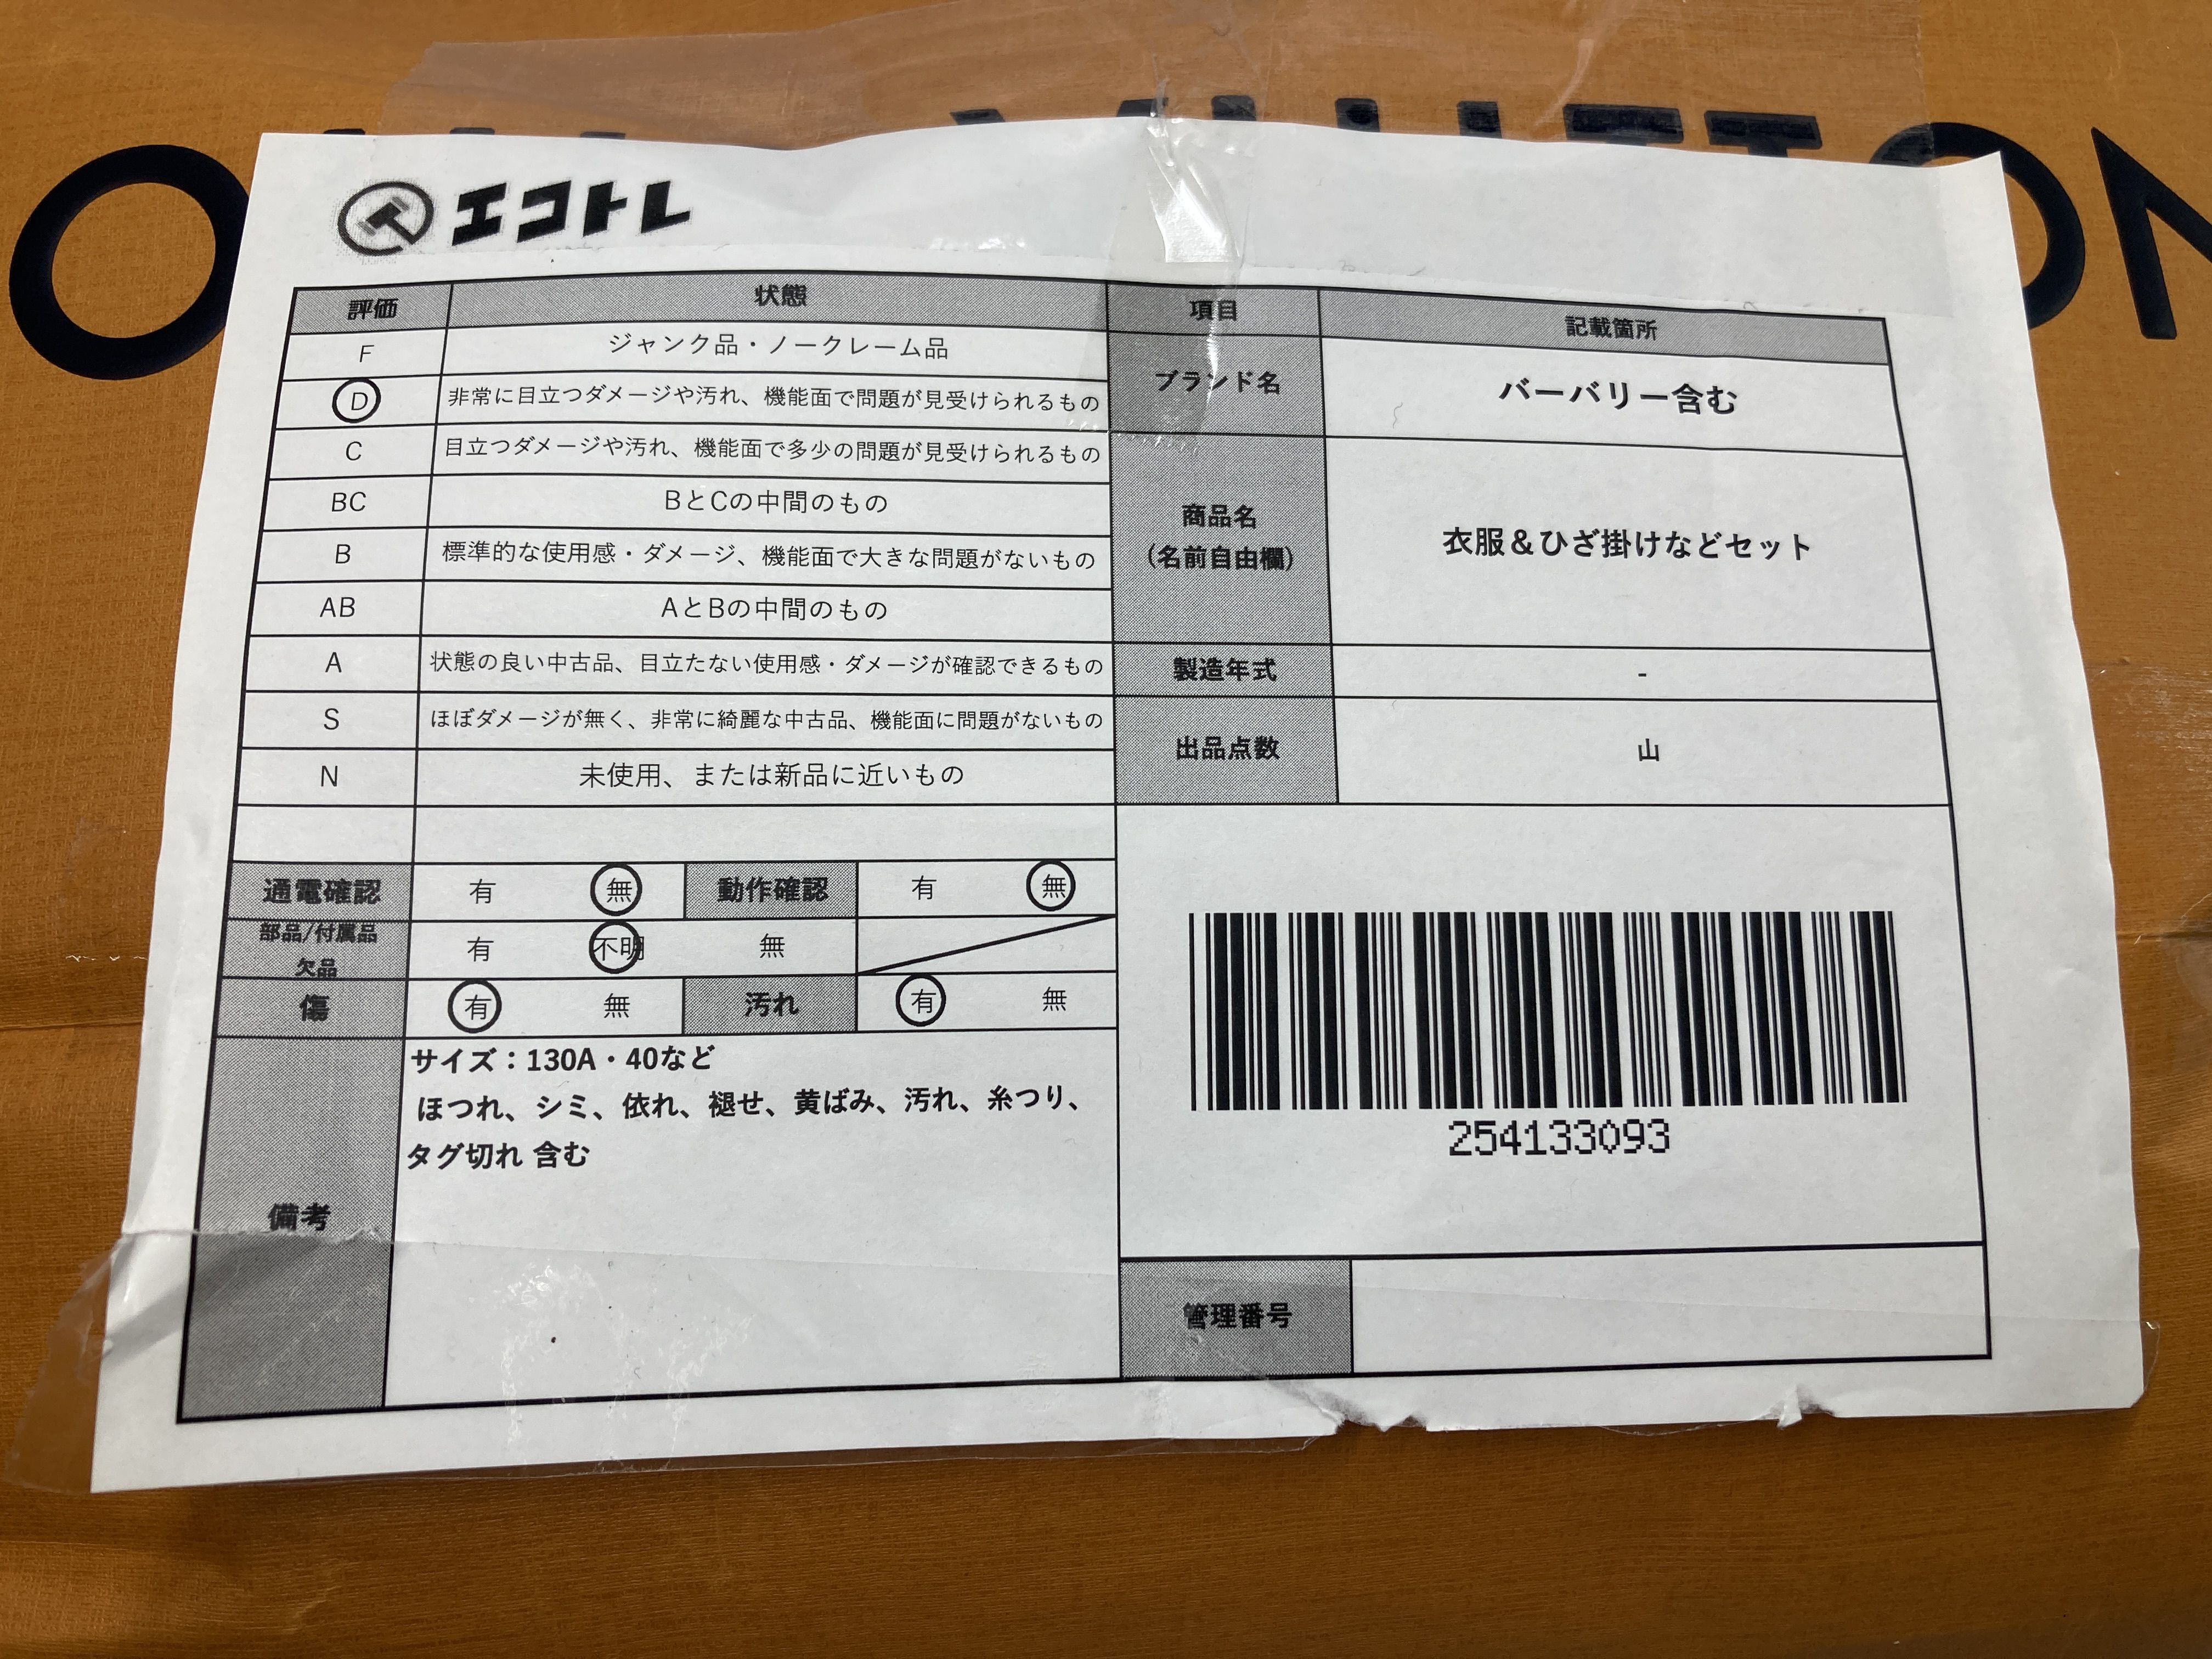 エコトレ
評価 状態 項目 記載箇所
F ジャンク品・ノークレーム品
D 非常に目立つダメージや汚れ、機能面で問題が見受けられるもの
ブランド名 バーバリー含む
C 目立つダメージや汚れ、機能面で多少の問題が見受けられるもの
BC BとCの中間のもの
商品名
(名前自由欄)
衣服&ひざ掛けなどセット
-
B 標準的な使用感・ダメージ、機能面で大きな問題がないもの
AB AとBの中間のもの
A 状態の良い中古品、目立たない使用感・ダメージが確認できるもの
製造年式 -
S ほぼダメージが無く、非常に綺麗な中古品、機能面に問題がないもの
出品点数 山
N 未使用、または新品に近いもの
通電確認 有 無 動作確認 有 無
部品/付属品
欠品
有 不明 無
傷 有 無 汚れ 有 無
備考
サイズ:130A・40など
ほつれ、シミ、依れ、褪せ、黄ばみ、汚れ、糸つり、
タグ切れ 含む
254133093
管理番号